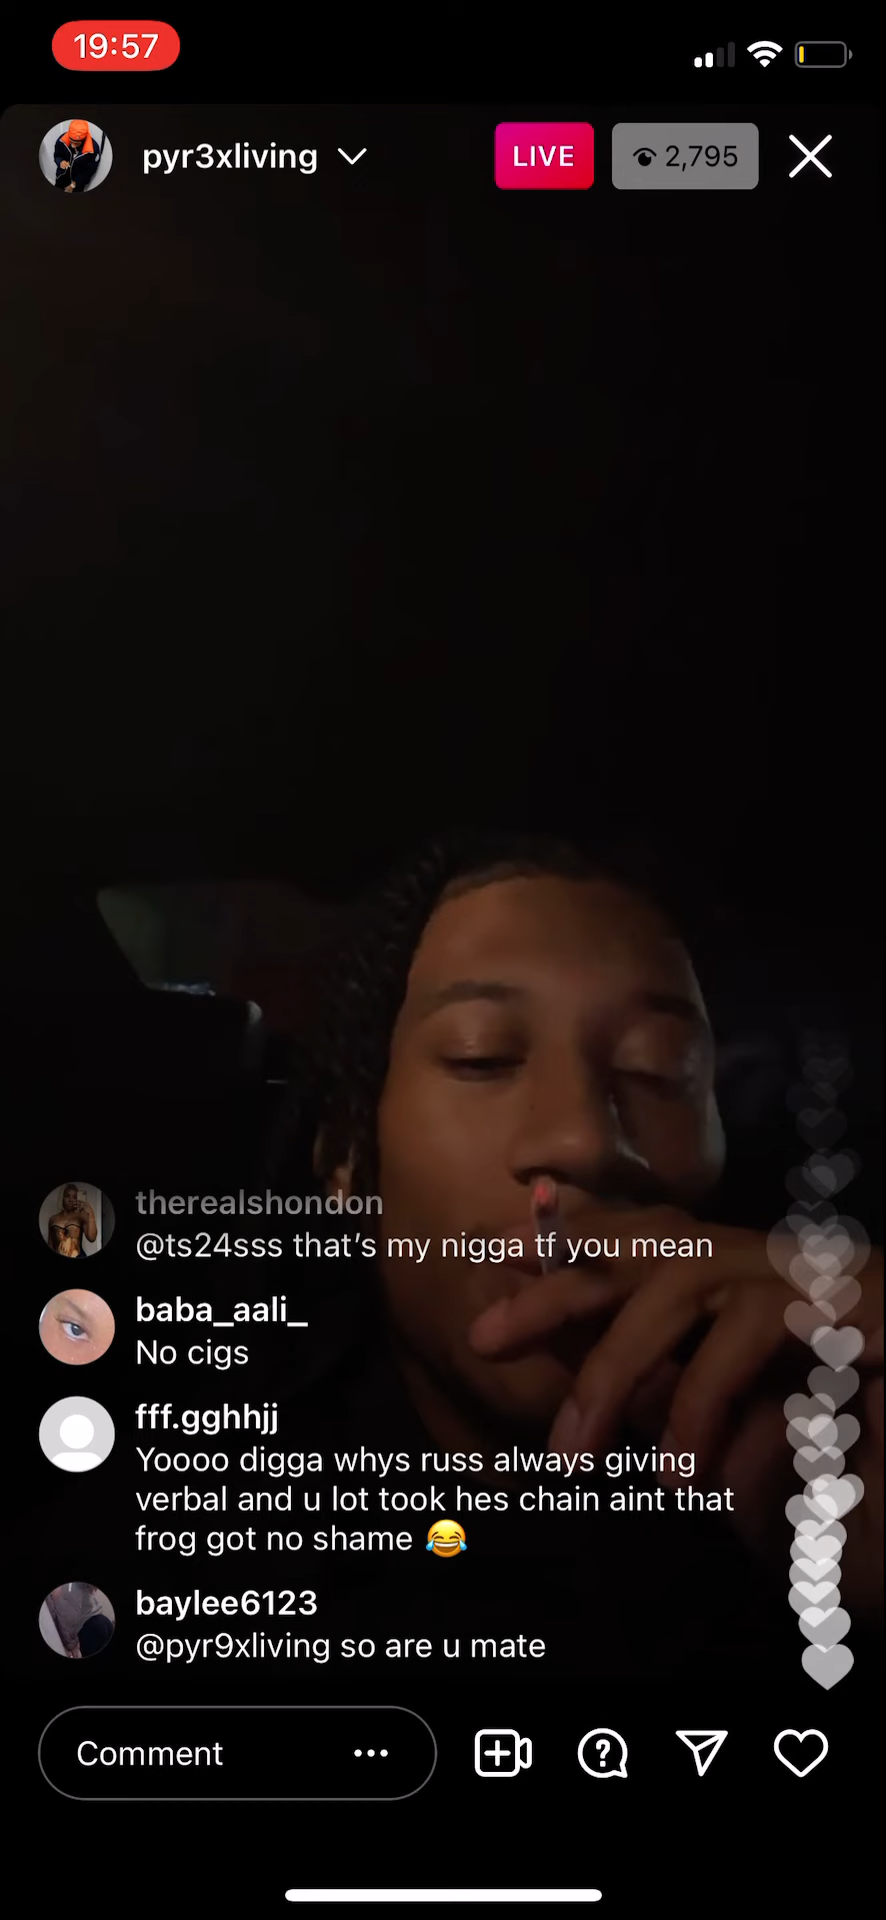 19:57
pyr3xliving
LIVE
2,795
therealshondon
@ts24sss that’s my nigga tf you mean
baba_aali_
No cigs
fff.gghhjj
Yoooo digga whys russ always giving
verbal and u lot took hes chain aint that
frog got no shame 😂
baylee6123
@pyr9xliving so are u mate
Comment